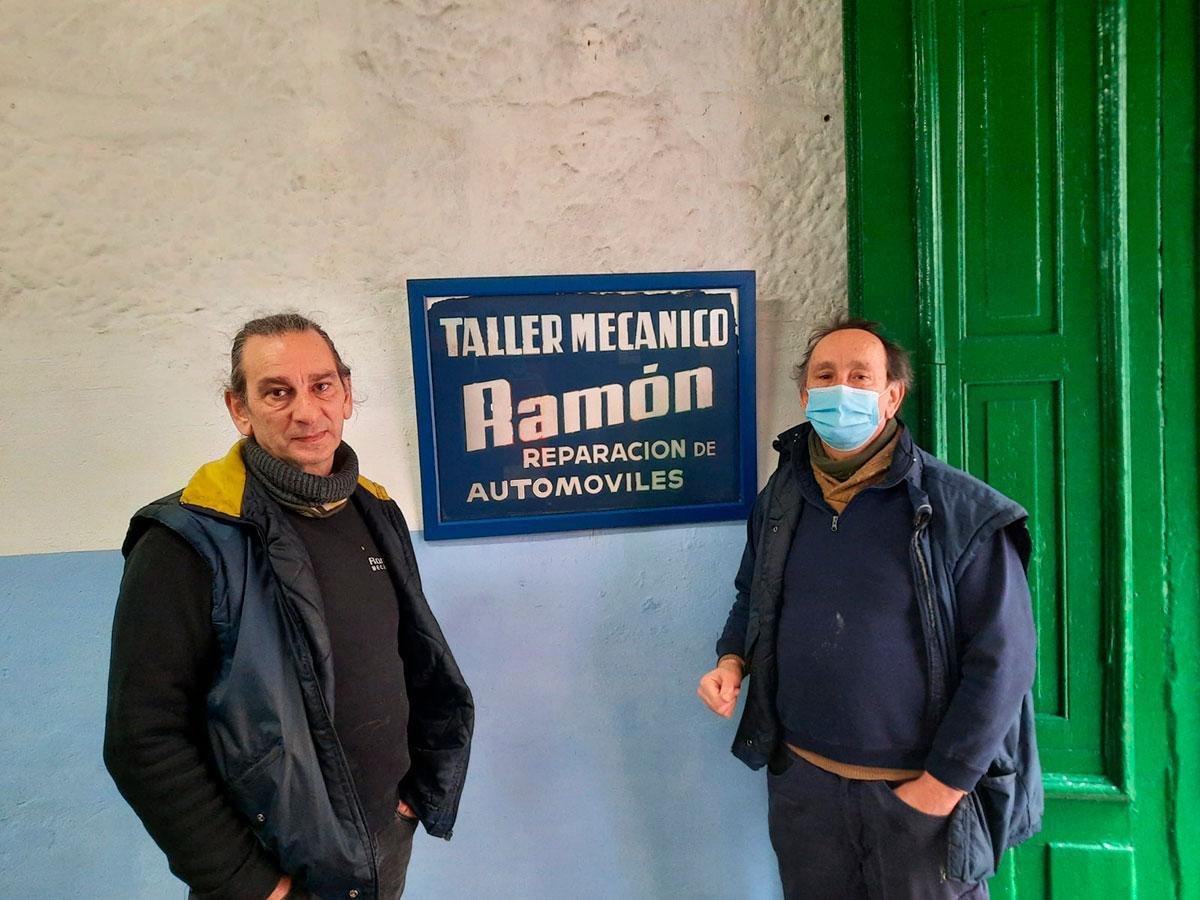 TALLER MECANICO
Ramón
REPARACION DE
AUTOMOVILES